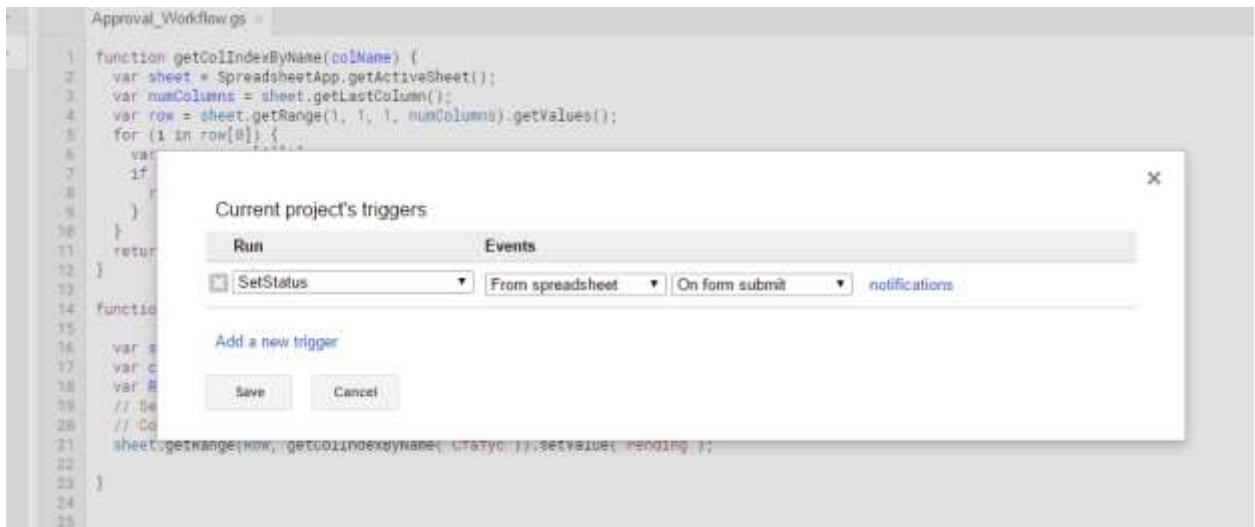 Approval_Workflow.gs
1 function getColIndexByName(colName) {
2 var sheet = SpreadsheetApp.getActiveSheet();
3 var numColumns = sheet.getLastColumn();
4 var row = sheet.getRange(1, 1, 1, numColumns).getValues();
5 for (i in row[0]) {
6 var
7 if
8 r
9 }
10 }
11 retur
12 }
13
14 functio
15
16 var s
17 var c
18 var R
19 // Se
20 // Co
21 sheet.getRange(Row, getColIndexByName( )).setValue( Pending );
22
23 }
24
25
×
Current project's triggers
Run Events
SetStatus From spreadsheet On form submit notifications
Add a new trigger
Save Cancel